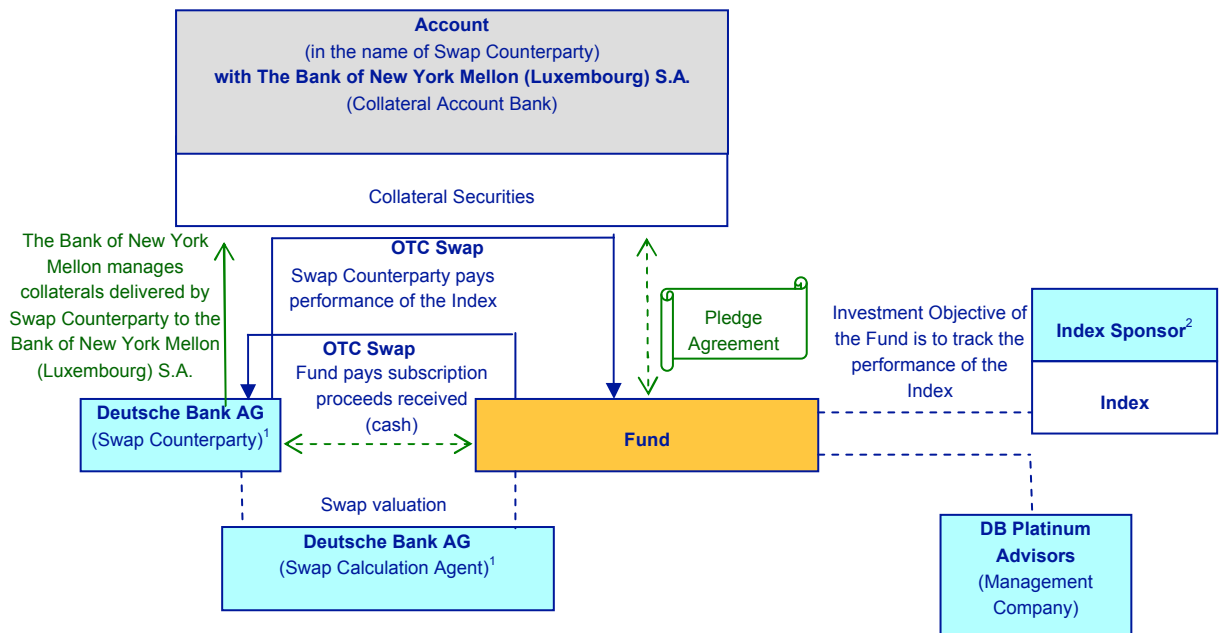 Account
(in the name of Swap Counterparty)
with The Bank of New York Mellon (Luxembourg) S.A.
(Collateral Account Bank)
Collateral Securities
The Bank of New York
Mellon manages
collaterals delivered by
Swap Counterparty to the
Bank of New York Mellon
(Luxembourg) S.A.
OTC Swap
Swap Counterparty pays
performance of the Index
OTC Swap
Fund pays subscription
proceeds received
(cash)
Pledge
Agreement
Investment Objective of
the Fund is to track the
performance of the
Index
Index Sponsor²
Index
Deutsche Bank AG
(Swap Counterparty)¹
Fund
Swap valuation
Deutsche Bank AG
(Swap Calculation Agent)¹
DB Platinum
Advisors
(Management
Company)